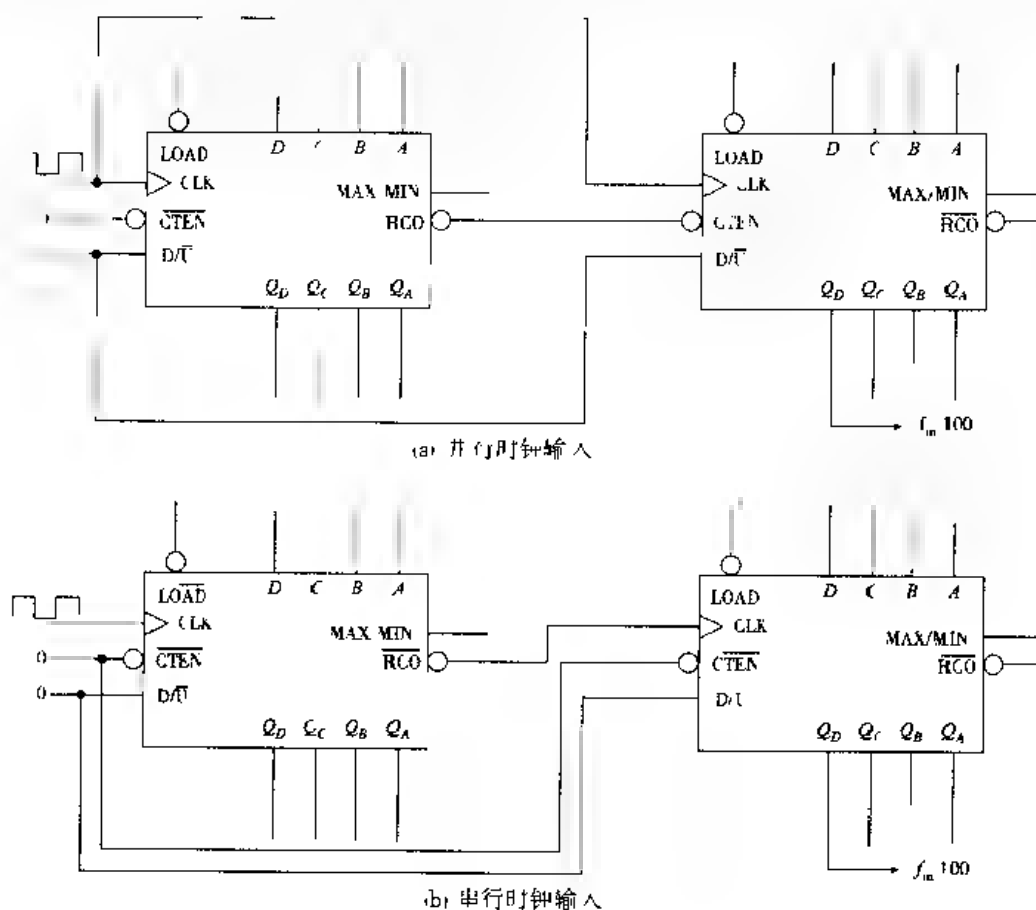 D B A
D C B A
LOAD
LOAD
CLK
CLK
MAX MIN
MAX/MIN
CTEN
RCO
CTEN
RCO
D/U
D/U
Q_D Q_C Q_B Q_A
Q_D Q_C Q_B Q_A
f_in 100
(a) 并行时钟输入
D C B A
D C B A
LOAD
LOAD
CLK
CLK
MAX MIN
MAX/MIN
0
CTEN
RCO
CTEN
RCO
0
D/U
D/U
Q_D Q_C Q_B Q_A
Q_D Q_C Q_B Q_A
f_in 100
(b) 串行时钟输入